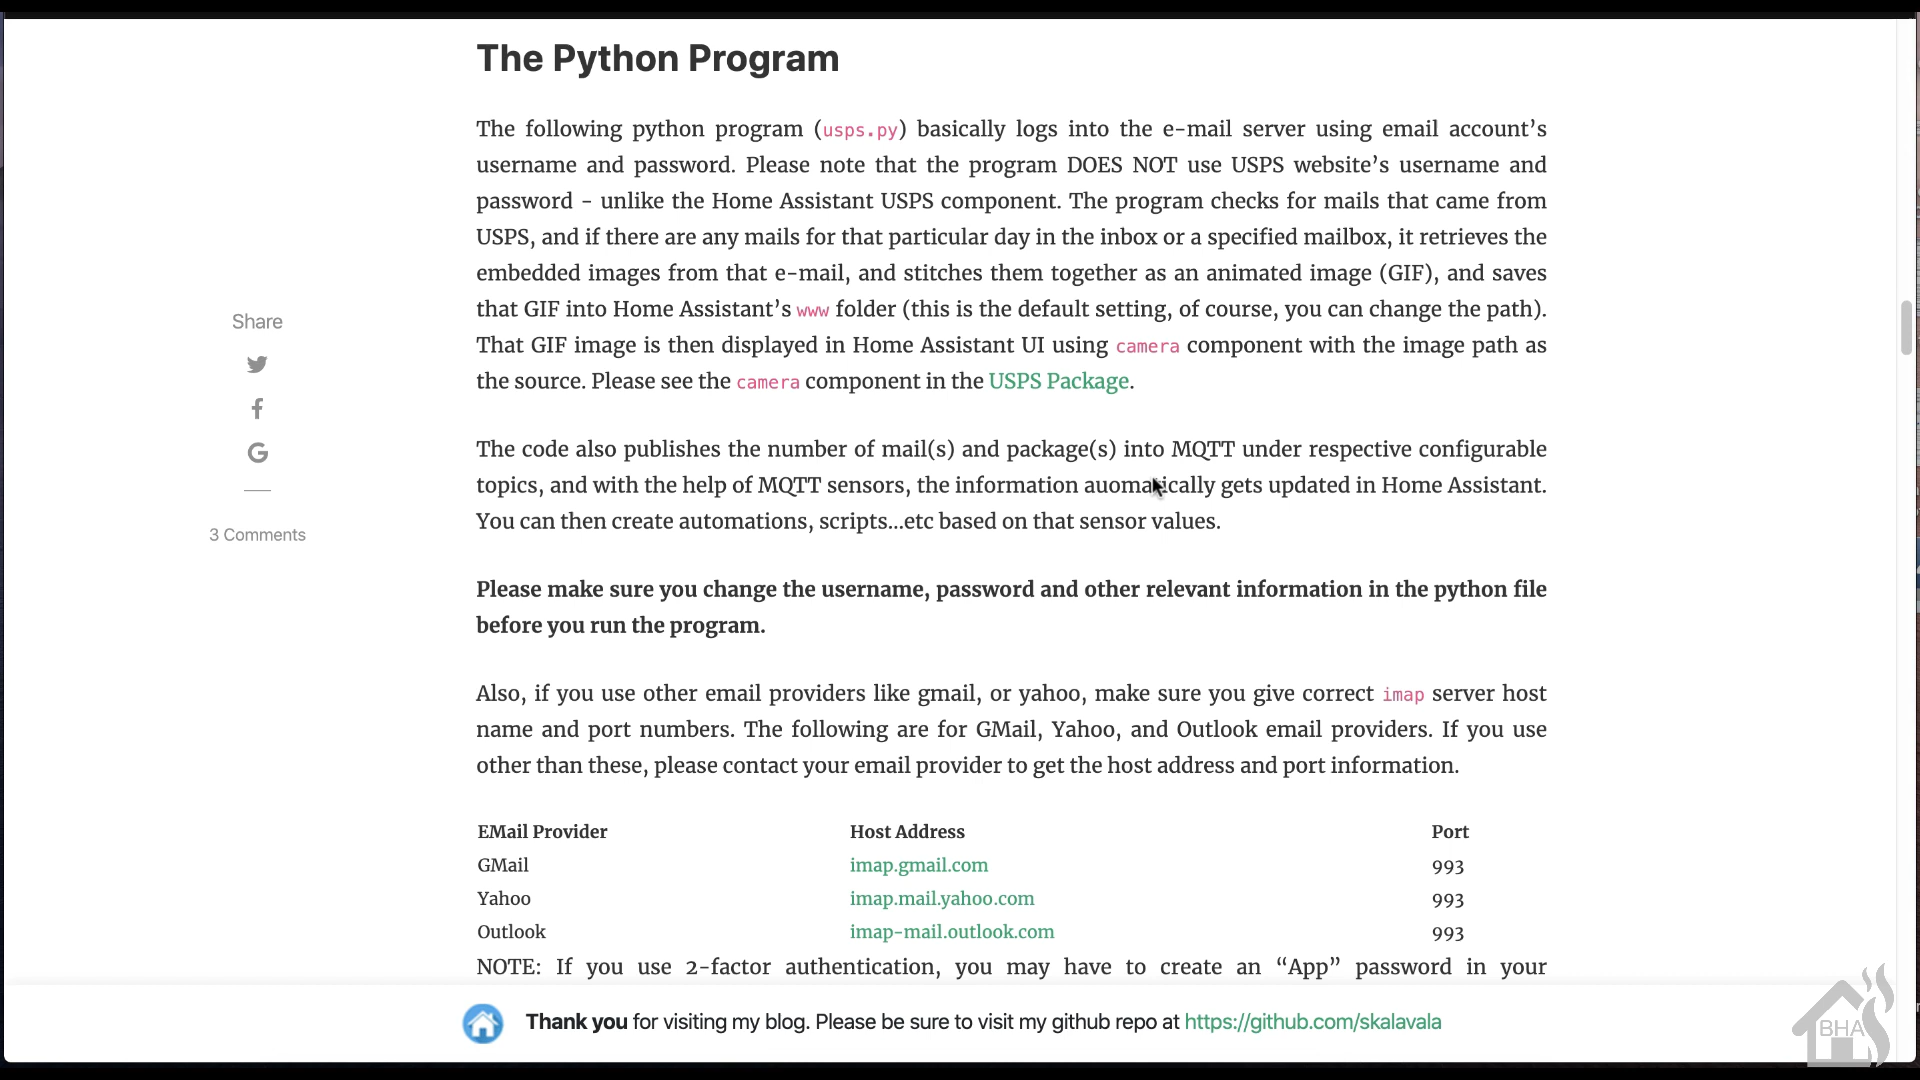 The Python Program
The following python program (usps.py) basically logs into the e-mail server using email account’s
username and password. Please note that the program DOES NOT use USPS website’s username and
password - unlike the Home Assistant USPS component. The program checks for mails that came from
USPS, and if there are any mails for that particular day in the inbox or a specified mailbox, it retrieves the
embedded images from that e-mail, and stitches them together as an animated image (GIF), and saves
that GIF into Home Assistant’s www folder (this is the default setting, of course, you can change the path).
That GIF image is then displayed in Home Assistant UI using camera component with the image path as
the source. Please see the camera component in the USPS Package.
Share
The code also publishes the number of mail(s) and package(s) into MQTT under respective configurable
topics, and with the help of MQTT sensors, the information auomatically gets updated in Home Assistant.
You can then create automations, scripts...etc based on that sensor values.
3 Comments
Please make sure you change the username, password and other relevant information in the python file
before you run the program.
Also, if you use other email providers like gmail, or yahoo, make sure you give correct imap server host
name and port numbers. The following are for GMail, Yahoo, and Outlook email providers. If you use
other than these, please contact your email provider to get the host address and port information.
EMail Provider Host Address Port
GMail imap.gmail.com 993
Yahoo imap.mail.yahoo.com 993
Outlook imap-mail.outlook.com 993
NOTE: If you use 2-factor authentication, you may have to create an “App” password in your
Thank you for visiting my blog. Please be sure to visit my github repo at https://github.com/skalavala
BHA